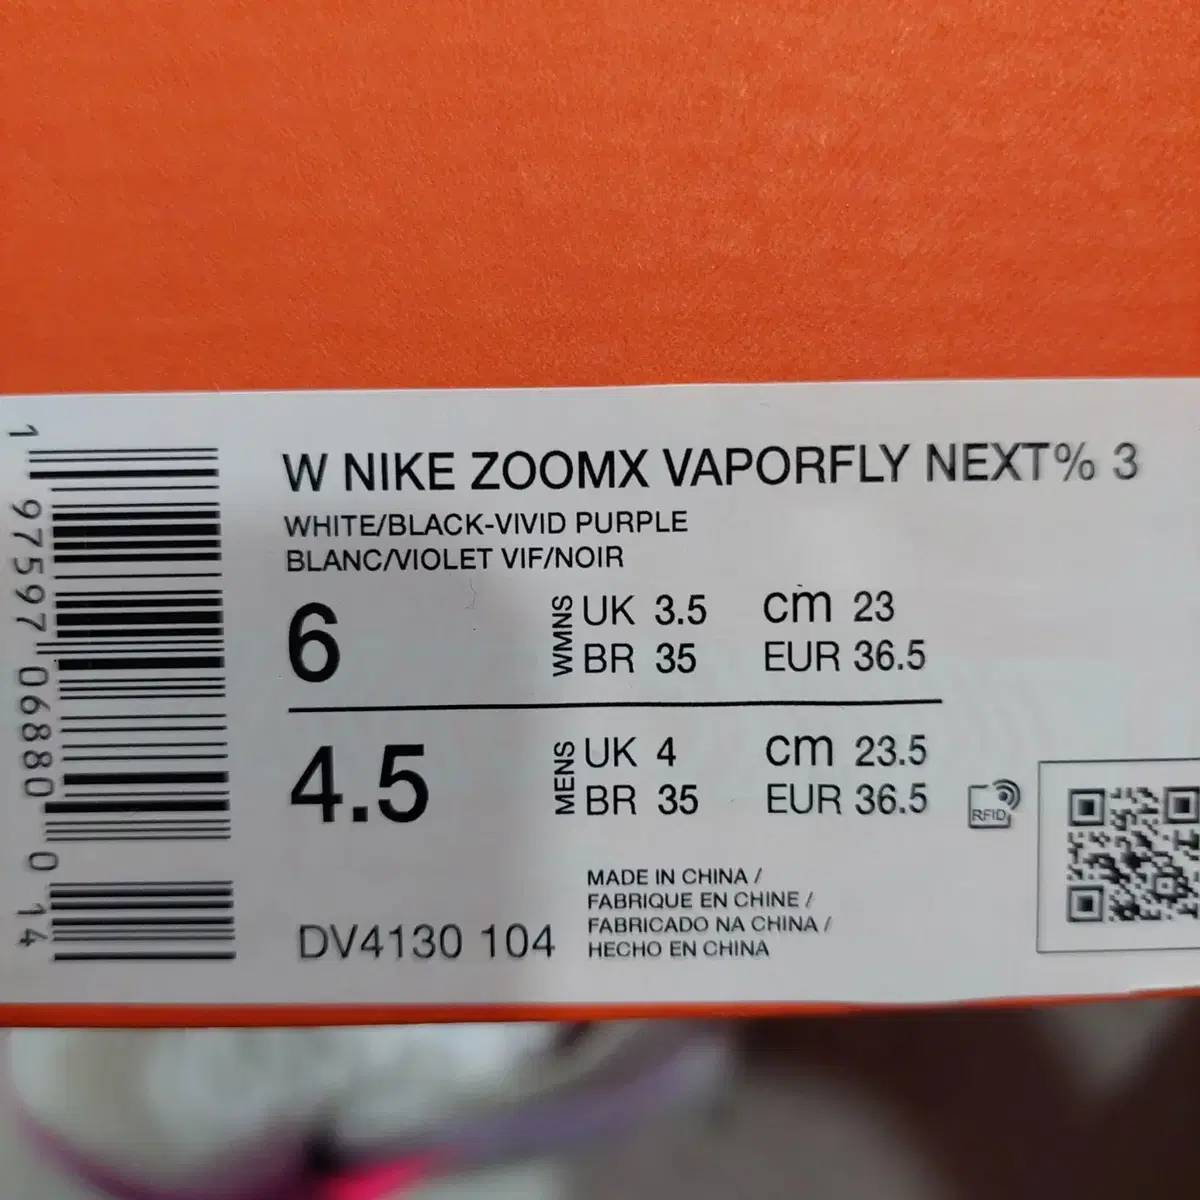 W NIKE ZOOMX VAPORFLY NEXT% 3
WHITE/BLACK-VIVID PURPLE
BLANC/VIOLET VIF/NOIR
6
WMNS
UK 3.5 cm 23
BR 35 EUR 36.5
4.5
MENS
UK 4 cm 23.5
BR 35 EUR 36.5
RFID
MADE IN CHINA /
FABRIQUE EN CHINE /
FABRICADO NA CHINA /
HECHO EN CHINA
DV4130 104
1 97597 06880 0 14